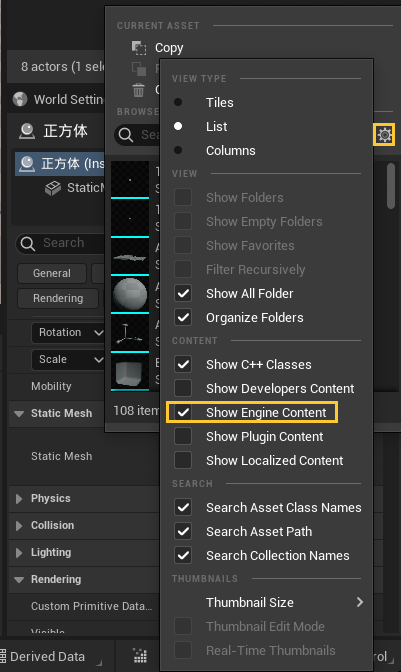 CURRENT ASSET
Copy
8 actors (1 sele
World Setting
VIEW TYPE
Tiles
List
Columns
BROWSE
正方体
正方体 (Ins
StaticM
VIEW
Show Folders
Show Empty Folders
Show Favorites
Filter Recursively
Show All Folder
Organize Folders
Search
General
Rendering
Rotation
Scale
Mobility
CONTENT
Show C++ Classes
Show Developers Content
Show Engine Content
Show Plugin Content
Show Localized Content
108 item
Static Mesh
Static Mesh
SEARCH
Search Asset Class Names
Search Asset Path
Search Collection Names
Physics
Collision
Lighting
Rendering
Custom Primitive Data...
Visible
THUMBNAILS
Thumbnail Size
Thumbnail Edit Mode
Real-Time Thumbnails
Derived Data
rol